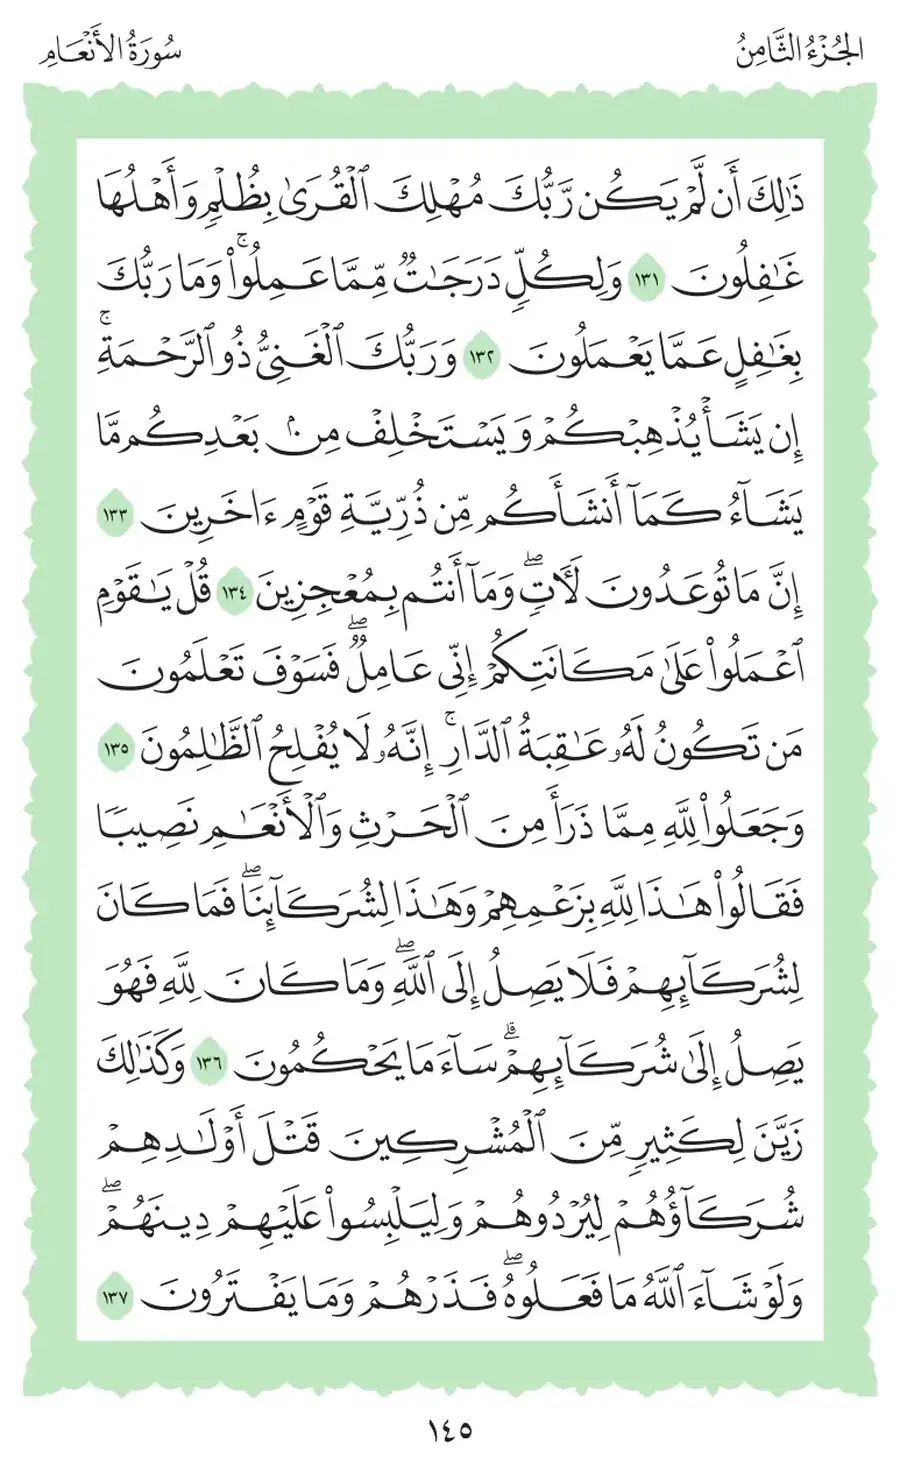 الجُزْءُ الثَّامِنُ
سُورَةُ الأَنْعَامِ
ذَٰلِكَ أَن لَّمْ يَكُن رَّبُّكَ مُهْلِكَ ٱلْقُرَىٰ بِظُلْمٍ وَأَهْلُهَا
غَٰفِلُونَ ١٣١ وَلِكُلٍّ دَرَجَٰتٌ مِّمَّا عَمِلُوا۟ ۚ وَمَا رَبُّكَ
بِغَٰفِلٍ عَمَّا يَعْمَلُونَ ١٣٢ وَرَبُّكَ ٱلْغَنِىُّ ذُو ٱلرَّحْمَةِ ۚ
إِن يَشَأْ يُذْهِبْكُمْ وَيَسْتَخْلِفْ مِنۢ بَعْدِكُم مَّا
يَشَآءُ كَمَآ أَنشَأَكُم مِّن ذُرِّيَّةِ قَوْمٍ ءَاخَرِينَ ١٣٣
إِنَّ مَا تُوعَدُونَ لَـَٔاتٍ ۖ وَمَآ أَنتُم بِمُعْجِزِينَ ١٣٤ قُلْ يَٰقَوْمِ
ٱعْمَلُوا۟ عَلَىٰ مَكَانَتِكُمْ إِنِّى عَامِلٌ ۖ فَسَوْفَ تَعْلَمُونَ
مَن تَكُونُ لَهُۥ عَٰقِبَةُ ٱلدَّارِ ۚ إِنَّهُۥ لَا يُفْلِحُ ٱلظَّٰلِمُونَ ١٣٥
وَجَعَلُوا۟ لِلَّهِ مِمَّا ذَرَأَ مِنَ ٱلْحَرْثِ وَٱلْأَنْعَٰمِ نَصِيبًا
فَقَالُوا۟ هَٰذَا لِلَّهِ بِزَعْمِهِمْ وَهَٰذَا لِشُرَكَآئِنَا ۖ فَمَا كَانَ
لِشُرَكَآئِهِمْ فَلَا يَصِلُ إِلَى ٱللَّهِ ۖ وَمَا كَانَ لِلَّهِ فَهُوَ
يَصِلُ إِلَىٰ شُرَكَآئِهِمْ ۗ سَآءَ مَا يَحْكُمُونَ ١٣٦ وَكَذَٰلِكَ
زَيَّنَ لِكَثِيرٍ مِّنَ ٱلْمُشْرِكِينَ قَتْلَ أَوْلَٰدِهِمْ
شُرَكَآؤُهُمْ لِيُرْدُوهُمْ وَلِيَلْبِسُوا۟ عَلَيْهِمْ دِينَهُمْ ۖ
وَلَوْ شَآءَ ٱللَّهُ مَا فَعَلُوهُ ۖ فَذَرْهُمْ وَمَا يَفْتَرُونَ ١٣٧
١٤٥